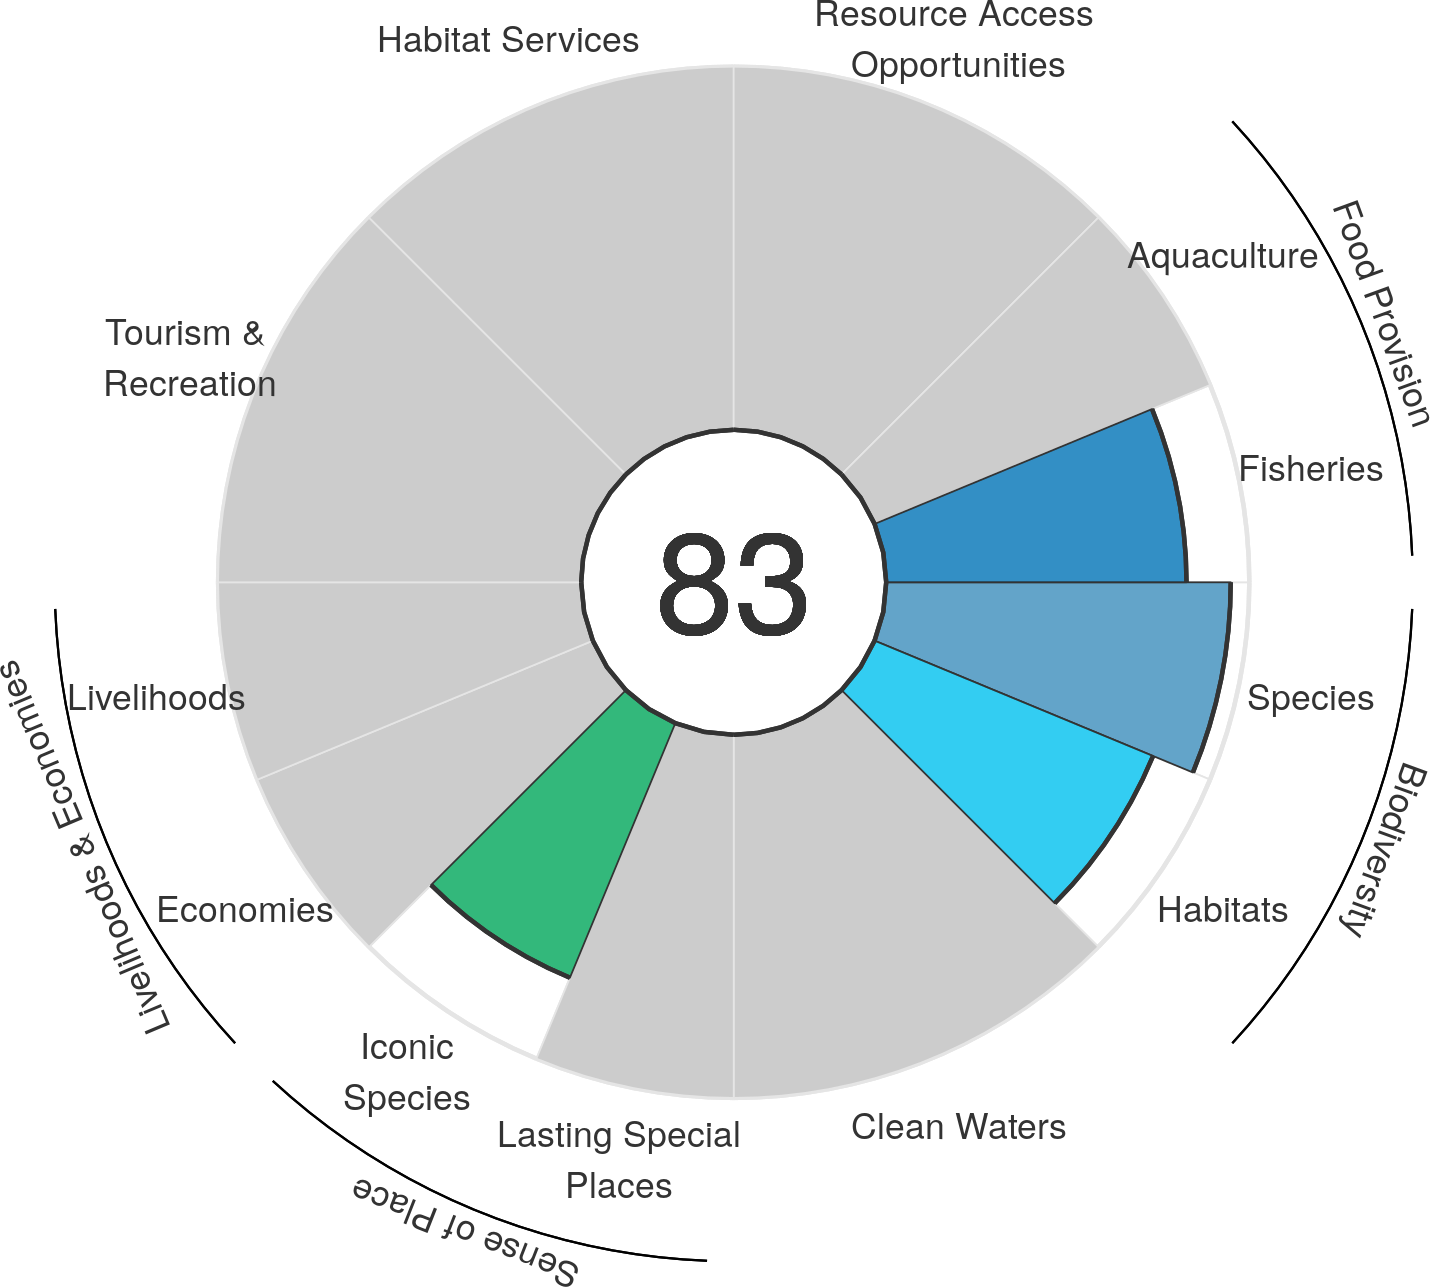 Habitat Services
Resource Access
Opportunities
Aquaculture
Food Provision
Tourism &
Recreation
Fisheries
83
Livelihoods
Species
Livelihoods & Economies
Biodiversity
Economies
Habitats
Iconic
Species
Lasting Special
Places
Clean Waters
Sense of Place